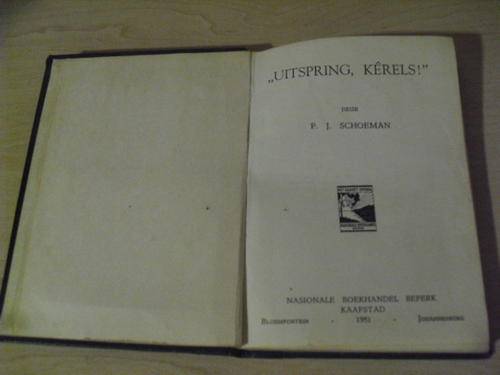 „UITSPRING, KÊRELS!”
DEUR
P. J. SCHOEMAN
NASIONALE BOEKHANDEL BEPERK
KAAPSTAD
BLOEMFONTEIN - 1951 - JOHANNESBURG